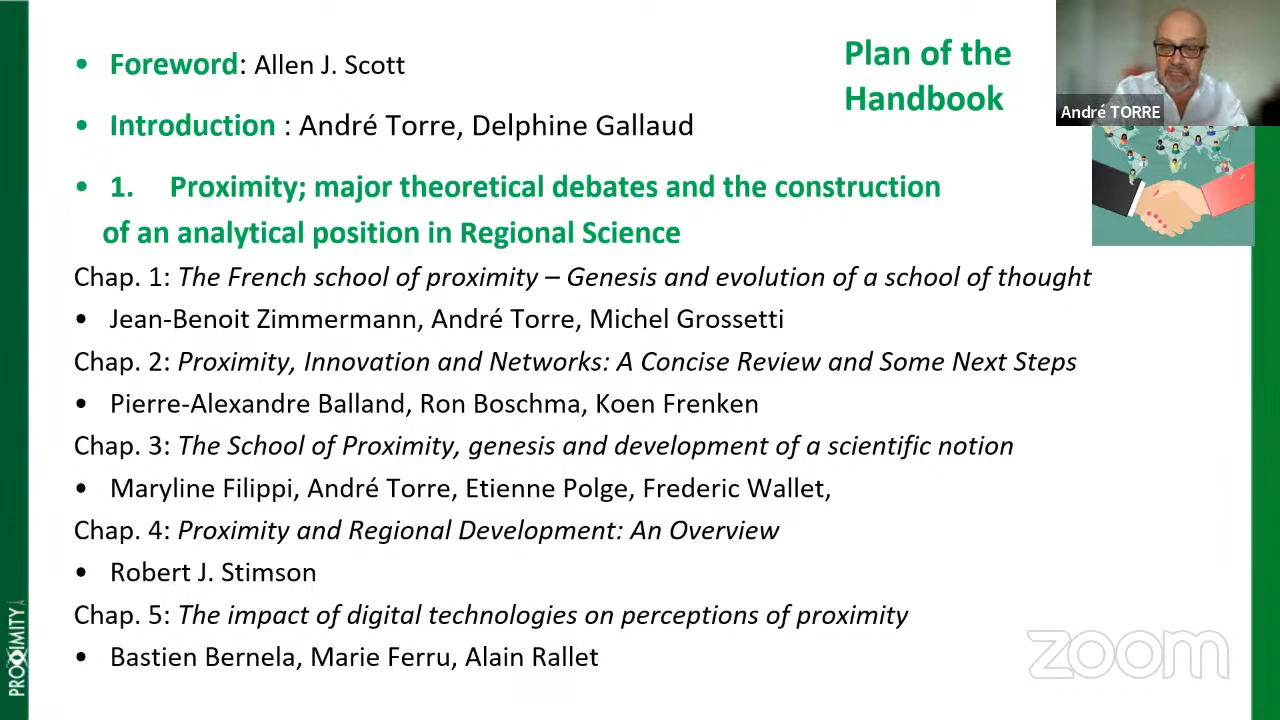 • Foreword: Allen J. Scott
• Introduction : André Torre, Delphine Gallaud
Plan of the
Handbook
André TORRE
• 1. Proximity; major theoretical debates and the construction
of an analytical position in Regional Science
Chap. 1: The French school of proximity – Genesis and evolution of a school of thought
• Jean-Benoit Zimmermann, André Torre, Michel Grossetti
Chap. 2: Proximity, Innovation and Networks: A Concise Review and Some Next Steps
• Pierre-Alexandre Balland, Ron Boschma, Koen Frenken
Chap. 3: The School of Proximity, genesis and development of a scientific notion
• Maryline Filippi, André Torre, Etienne Polge, Frederic Wallet,
Chap. 4: Proximity and Regional Development: An Overview
• Robert J. Stimson
Chap. 5: The impact of digital technologies on perceptions of proximity
• Bastien Bernela, Marie Ferru, Alain Rallet
PROXIMITY
zoom